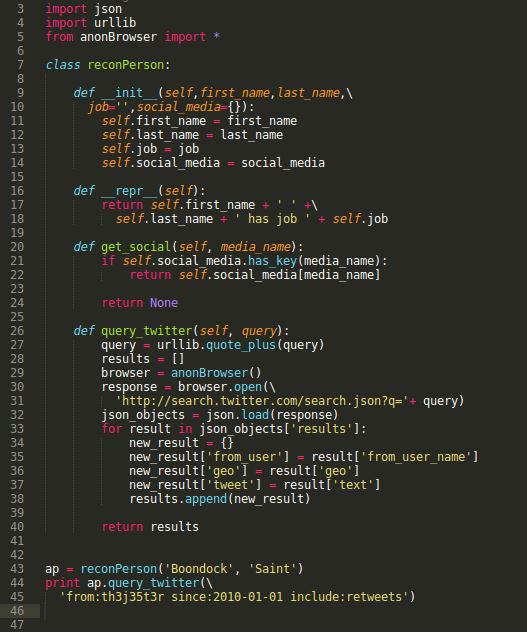 3 import json
4 import urllib
5 from anonBrowser import *
6
7 class reconPerson:
8
9     def __init__(self,first_name,last_name,\
10       job='',social_media={}):
11         self.first_name = first_name
12         self.last_name = last_name
13         self.job = job
14         self.social_media = social_media
15
16     def __repr__(self):
17         return self.first_name + ' ' +\
18           self.last_name + ' has job ' + self.job
19
20     def get_social(self, media_name):
21         if self.social_media.has_key(media_name):
22             return self.social_media[media_name]
23
24         return None
25
26     def query_twitter(self, query):
27         query = urllib.quote_plus(query)
28         results = []
29         browser = anonBrowser()
30         response = browser.open(\
31           'http://search.twitter.com/search.json?q='+ query)
32         json_objects = json.load(response)
33         for result in json_objects['results']:
34             new_result = {}
35             new_result['from_user'] = result['from_user_name']
36             new_result['geo'] = result['geo']
37             new_result['tweet'] = result['text']
38             results.append(new_result)
39
40         return results
41
42
43 ap = reconPerson('Boondock', 'Saint')
44 print ap.query_twitter(\
45   'from:th3j35t3r since:2010-01-01 include:retweets')
46
47